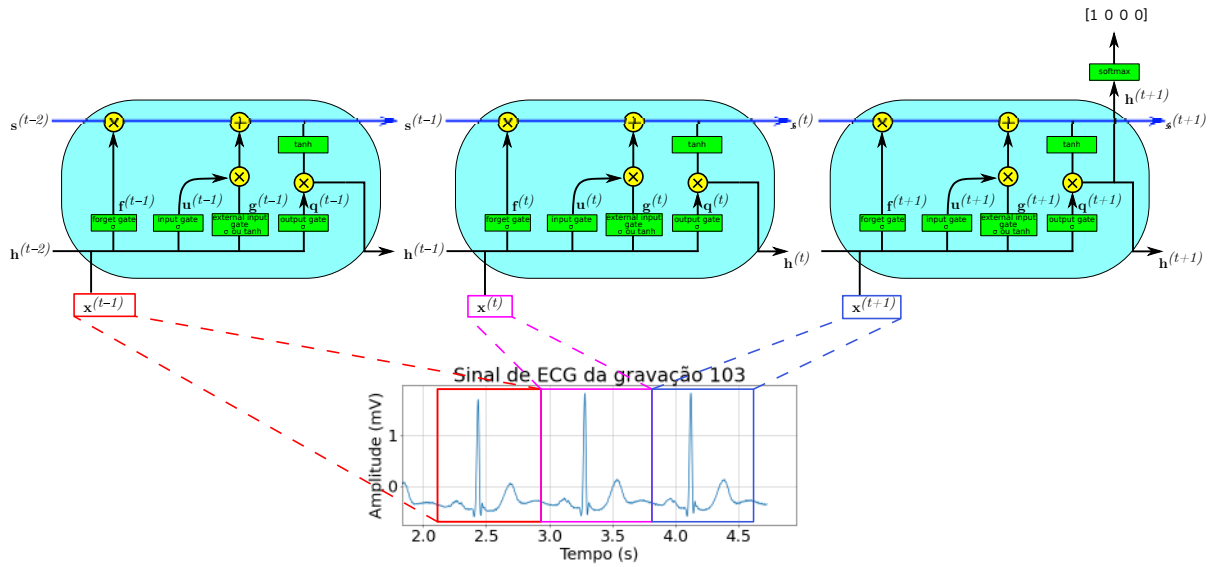 [1 0 0 0]
softmax
h(t+1)
s(t-2)
s(t-1)
s(t)
s(t+1)
tanh
tanh
tanh
f(t-1)
u(t-1)
g(t-1)
q(t-1)
f(t)
u(t)
g(t)
q(t)
f(t+1)
u(t+1)
g(t+1)
q(t+1)
forget gate
σ
input gate
σ
external input
gate
σ ou tanh
output gate
σ
forget gate
σ
input gate
σ
external input
gate
σ ou tanh
output gate
σ
forget gate
σ
input gate
σ
external input
gate
σ ou tanh
output gate
σ
h(t-2)
h(t-1)
h(t)
h(t+1)
x(t-1)
x(t)
x(t+1)
Sinal de ECG da gravação 103
Amplitude (mV)
1
0
2.0 2.5 3.0 3.5 4.0 4.5
Tempo (s)